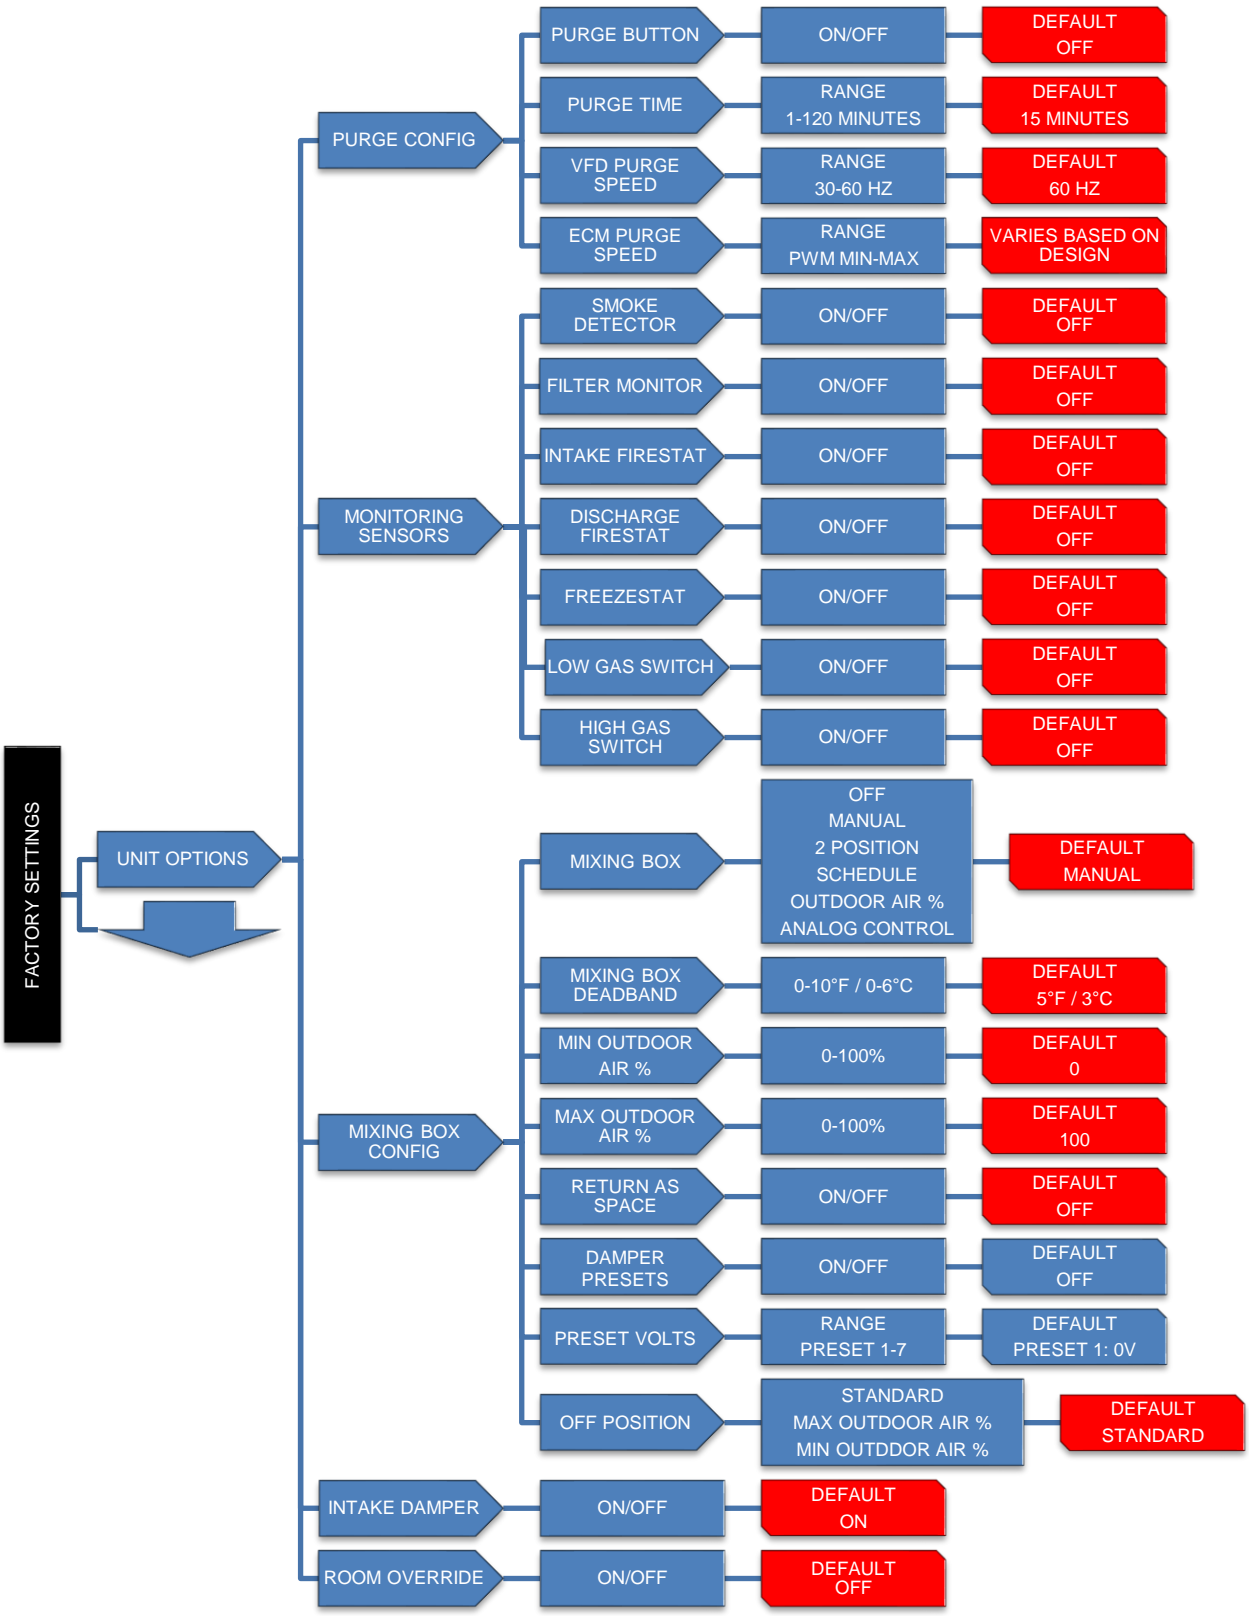 FACTORY SETTINGS
UNIT OPTIONS
PURGE CONFIG
PURGE BUTTON
ON/OFF
DEFAULT
OFF
PURGE TIME
RANGE
1-120 MINUTES
DEFAULT
15 MINUTES
VFD PURGE
SPEED
RANGE
30-60 HZ
DEFAULT
60 HZ
ECM PURGE
SPEED
RANGE
PWM MIN-MAX
VARIES BASED ON
DESIGN
MONITORING
SENSORS
SMOKE
DETECTOR
ON/OFF
DEFAULT
OFF
FILTER MONITOR
ON/OFF
DEFAULT
OFF
INTAKE FIRESTAT
ON/OFF
DEFAULT
OFF
DISCHARGE
FIRESTAT
ON/OFF
DEFAULT
OFF
FREEZESTAT
ON/OFF
DEFAULT
OFF
LOW GAS SWITCH
ON/OFF
DEFAULT
OFF
HIGH GAS
SWITCH
ON/OFF
DEFAULT
OFF
MIXING BOX
CONFIG
MIXING BOX
OFF
MANUAL
2 POSITION
SCHEDULE
OUTDOOR AIR %
ANALOG CONTROL
DEFAULT
MANUAL
MIXING BOX
DEADBAND
0-10°F / 0-6°C
DEFAULT
5°F / 3°C
MIN OUTDOOR
AIR %
0-100%
DEFAULT
0
MAX OUTDOOR
AIR %
0-100%
DEFAULT
100
RETURN AS
SPACE
ON/OFF
DEFAULT
OFF
DAMPER
PRESETS
ON/OFF
DEFAULT
OFF
PRESET VOLTS
RANGE
PRESET 1-7
DEFAULT
PRESET 1: 0V
OFF POSITION
STANDARD
MAX OUTDOOR AIR %
MIN OUTDDOR AIR %
DEFAULT
STANDARD
INTAKE DAMPER
ON/OFF
DEFAULT
ON
ROOM OVERRIDE
ON/OFF
DEFAULT
OFF